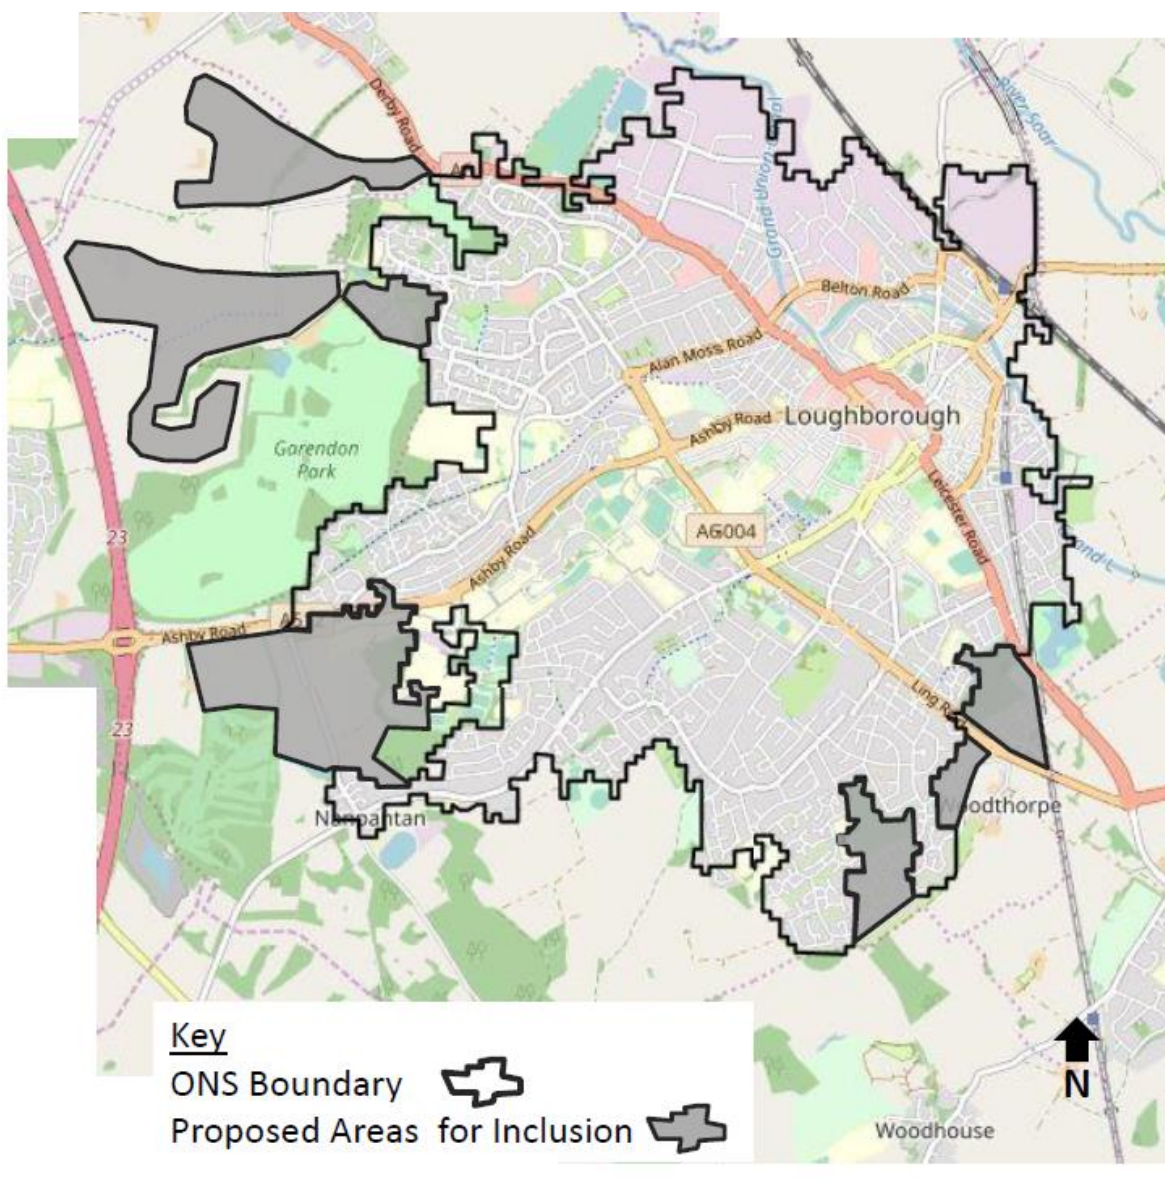 Derby Road
River Soar
Grand Union Canal
Belton Road
Alan Moss Road
Ashby Road
Loughborough
Garendon
Park
Leicester Road
23
A6004
Ashby Road
Ashby Road
A5
23
Ling Road
Nanpantan
Woodthorpe
Key
ONS Boundary
Proposed Areas for Inclusion
N
Woodhouse